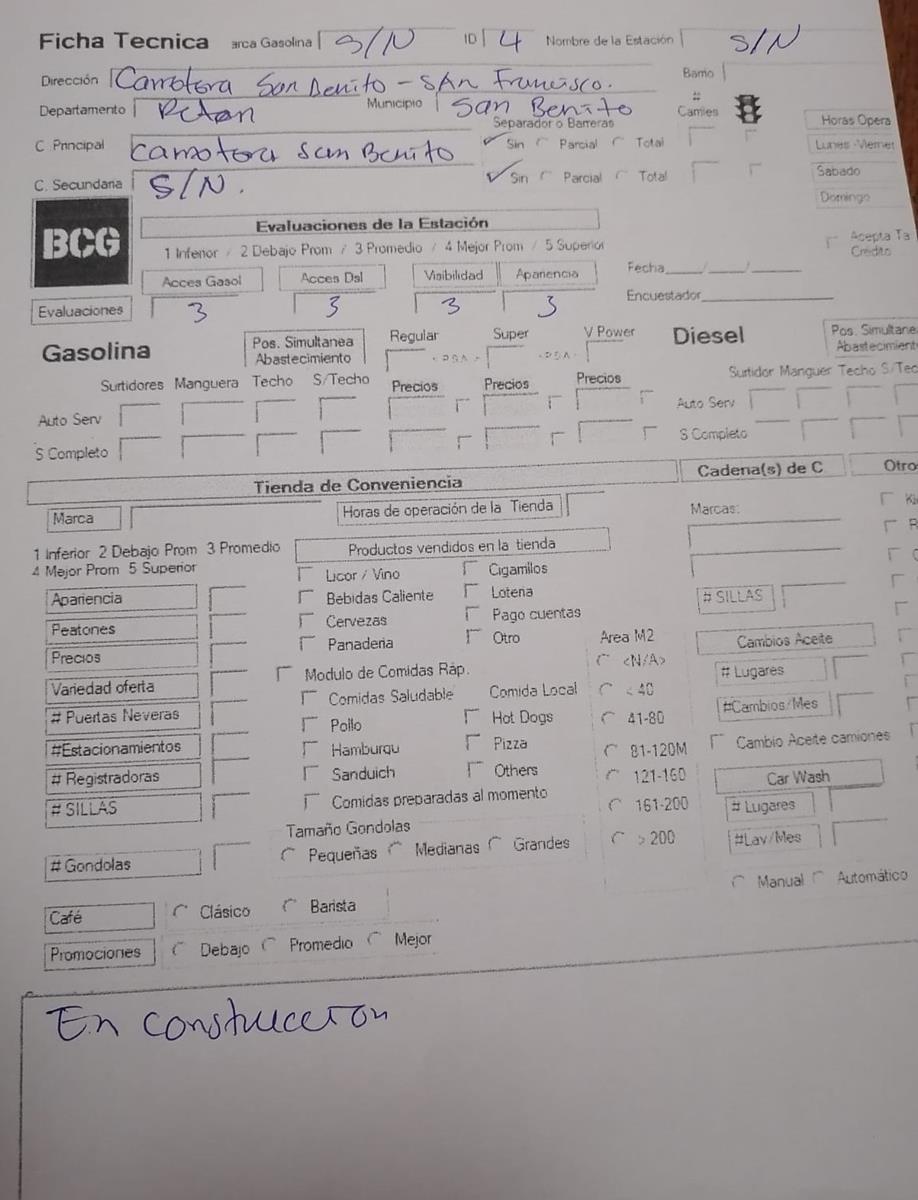 Ficha Tecnica arca Gasolina S/N ID 4 Nombre de la Estación S/N
Dirección Carretera San Benito - SAn Francisco. Barrio
Departamento Peten Municipio San Benito # Carriles
Separador o Barreras Horas Opera
C Principal Carretera San Benito Sin Parcial Total Lunes -Vierner
C. Secundaria S/N. Sin Parcial Total Sabado
Domingo
BCG
Evaluaciones de la Estación
1 Inferior / 2 Debajo Prom / 3 Promedio / 4 Mejor Prom / 5 Superior
Acepta Ta
Crédito
Acces Gasol Acces Dsl Visibilidad Apariencia Fecha___/___/___
Evaluaciones 3 3 3 3 Encuestador
Gasolina Pos. Simultanea Abastecimiento Regular Super V Power Diesel Pos. Simultane Abastecimient
Surtidores Manguera Techo S/Techo Precios Precios Precios Surtidor Manguer Techo S/Tec
Auto Serv Auto Serv
S Completo S Completo
Tienda de Conveniencia Cadena(s) de C Otro
Marca Horas de operación de la Tienda Marcas:
1 Inferior 2 Debajo Prom 3 Promedio
4 Mejor Prom 5 Superior
Productos vendidos en la tienda
Licor / Vino Cigarrillos
Apariencia Bebidas Caliente Loteria # SILLAS
Peatones Cervezas Pago cuentas
Precios Panaderia Otro Area M2 Cambios Aceite
Variedad oferta Modulo de Comidas Ráp. <N/A> # Lugares
# Puertas Neveras Comidas Saludable Comida Local < 40 #Cambios/Mes
#Estacionamientos Pollo Hot Dogs 41-80 Cambio Aceite camiones
# Registradoras Hamburqu Pizza 81-120M Car Wash
# SILLAS Sanduich Others 121-160 # Lugares
Comidas preparadas al momento 161-200
Tamaño Gondolas > 200 #Lav/Mes
# Gondolas Pequeñas Medianas Grandes Manual Automático
Café Clásico Barista
Promociones Debajo Promedio Mejor
En construccion